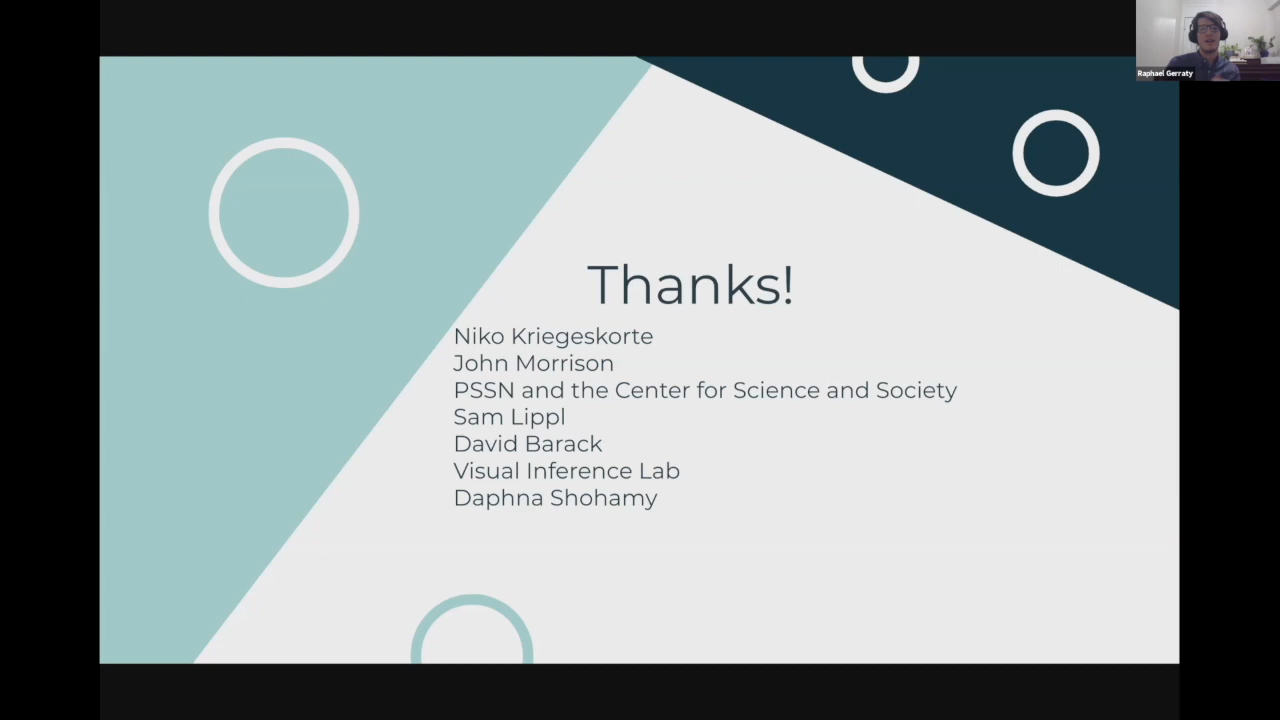 Raphael Gerraty
Thanks!
Niko Kriegeskorte
John Morrison
PSSN and the Center for Science and Society
Sam Lippl
David Barack
Visual Inference Lab
Daphna Shohamy